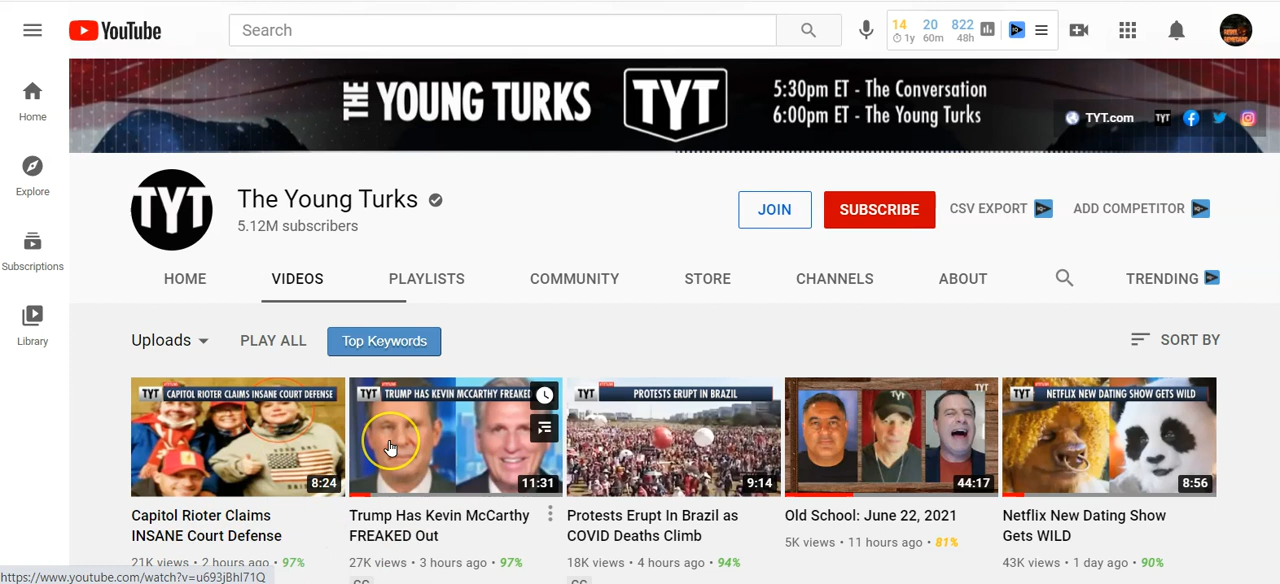 YouTube
Search
14 20 822
1y 60m 48h
Home
Explore
Subscriptions
Library
THE YOUNG TURKS
TYT
5:30pm ET - The Conversation
6:00pm ET - The Young Turks
TYT.com
TYT
TYT
The Young Turks
5.12M subscribers
JOIN
SUBSCRIBE
CSV EXPORT
ADD COMPETITOR
HOME
VIDEOS
PLAYLISTS
COMMUNITY
STORE
CHANNELS
ABOUT
TRENDING
Uploads
PLAY ALL
Top Keywords
SORT BY
TYT CAPITOL RIOTER CLAIMS INSANE COURT DEFENSE
8:24
Capitol Rioter Claims
INSANE Court Defense
21K views • 2 hours ago • 97%
TYT TRUMP HAS KEVIN MCCARTHY FREAKED
11:31
Trump Has Kevin McCarthy
FREAKED Out
27K views • 3 hours ago • 97%
CC
TYT PROTESTS ERUPT IN BRAZIL
9:14
Protests Erupt In Brazil as
COVID Deaths Climb
18K views • 4 hours ago • 94%
CC
TYT
44:17
Old School: June 22, 2021
5K views • 11 hours ago • 81%
TYT NETFLIX NEW DATING SHOW GETS WILD
8:56
Netflix New Dating Show
Gets WILD
43K views • 1 day ago • 90%
https://www.youtube.com/watch?v=u693jBhI71Q